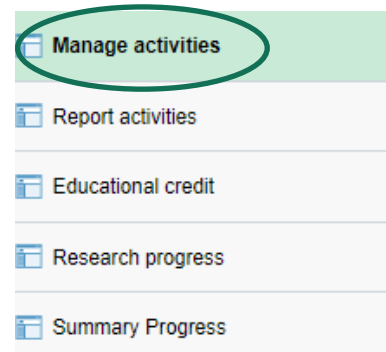 Manage activities
Report activities
Educational credit
Research progress
Summary Progress